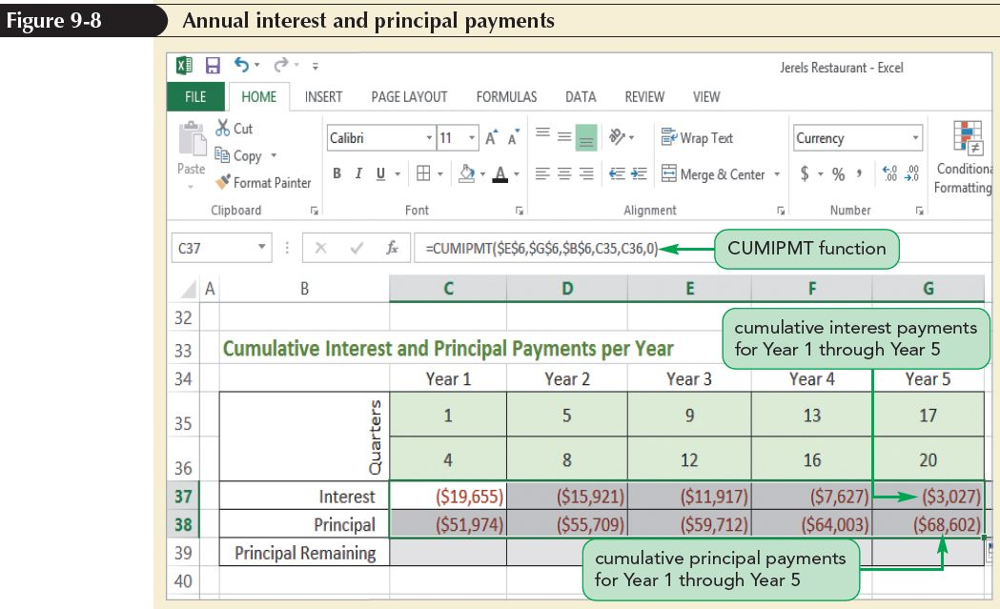 Figure 9-8 Annual interest and principal payments
Jerels Restaurant - Excel
FILE HOME INSERT PAGE LAYOUT FORMULAS DATA REVIEW VIEW
Paste
Cut
Copy
Format Painter
Clipboard
Calibri 11 A A
B I U A
Font
Wrap Text
Merge & Center
Alignment
Currency
$ % , .0 .00 .00 .0
Number
Conditiona
Formatting
C37 fx =CUMIPMT($E$6,$G$6,$B$6,C35,C36,0) CUMIPMT function
A B C D E F G
32
cumulative interest payments
for Year 1 through Year 5
33 Cumulative Interest and Principal Payments per Year
34 Year 1 Year 2 Year 3 Year 4 Year 5
Quarters
35 1 5 9 13 17
36 4 8 12 16 20
37 Interest ($19,655) ($15,921) ($11,917) ($7,627) ($3,027)
38 Principal ($51,974) ($55,709) ($59,712) ($64,003) ($68,602)
39 Principal Remaining
cumulative principal payments
for Year 1 through Year 5
40